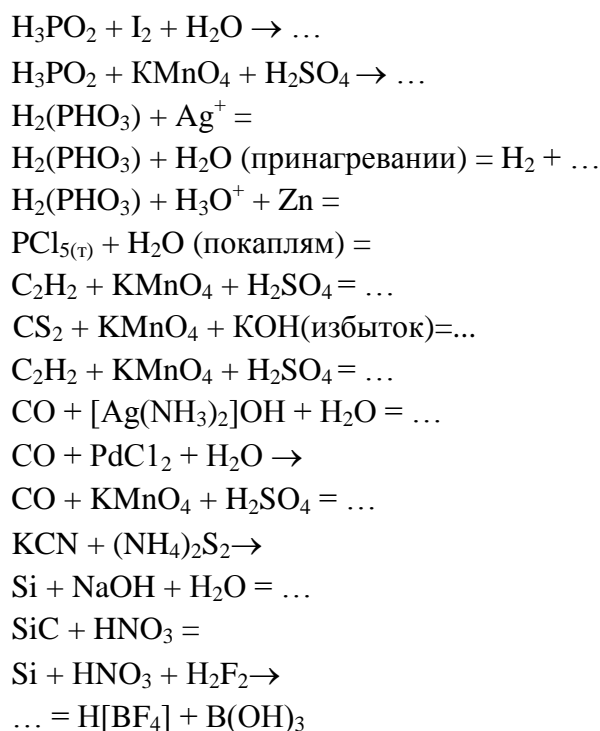 H₃PO₂ + I₂ + H₂O → …
H₃PO₂ + КMnO₄ + H₂SO₄ → …
H₂(PHO₃) + Ag⁺ =
H₂(PHO₃) + H₂O (принагревании) = H₂ + …
H₂(PHO₃) + H₃O⁺ + Zn =
PCl₅₍ₜ₎ + H₂O (покаплям) =
C₂H₂ + KMnO₄ + H₂SO₄ = …
CS₂ + KMnO₄ + КОН(избыток)=...
C₂H₂ + KMnO₄ + H₂SO₄ = …
CO + [Ag(NH₃)₂]OH + H₂O = …
CO + PdC1₂ + H₂O →
CO + KMnO₄ + H₂SO₄ = …
KCN + (NH₄)₂S₂→
Si + NaOH + H₂O = …
SiC + HNO₃ =
Si + HNO₃ + H₂F₂→
… = H[BF₄] + B(OH)₃